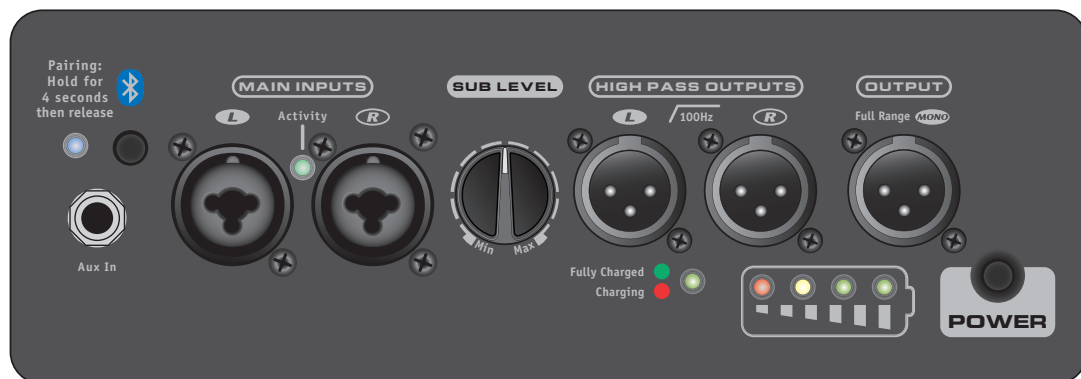 Pairing:
Hold for
4 seconds
then release
MAIN INPUTS
L
Activity
R
SUB LEVEL
Min
Max
HIGH PASS OUTPUTS
L
100Hz
R
OUTPUT
Full Range MONO
Aux In
Fully Charged
Charging
POWER